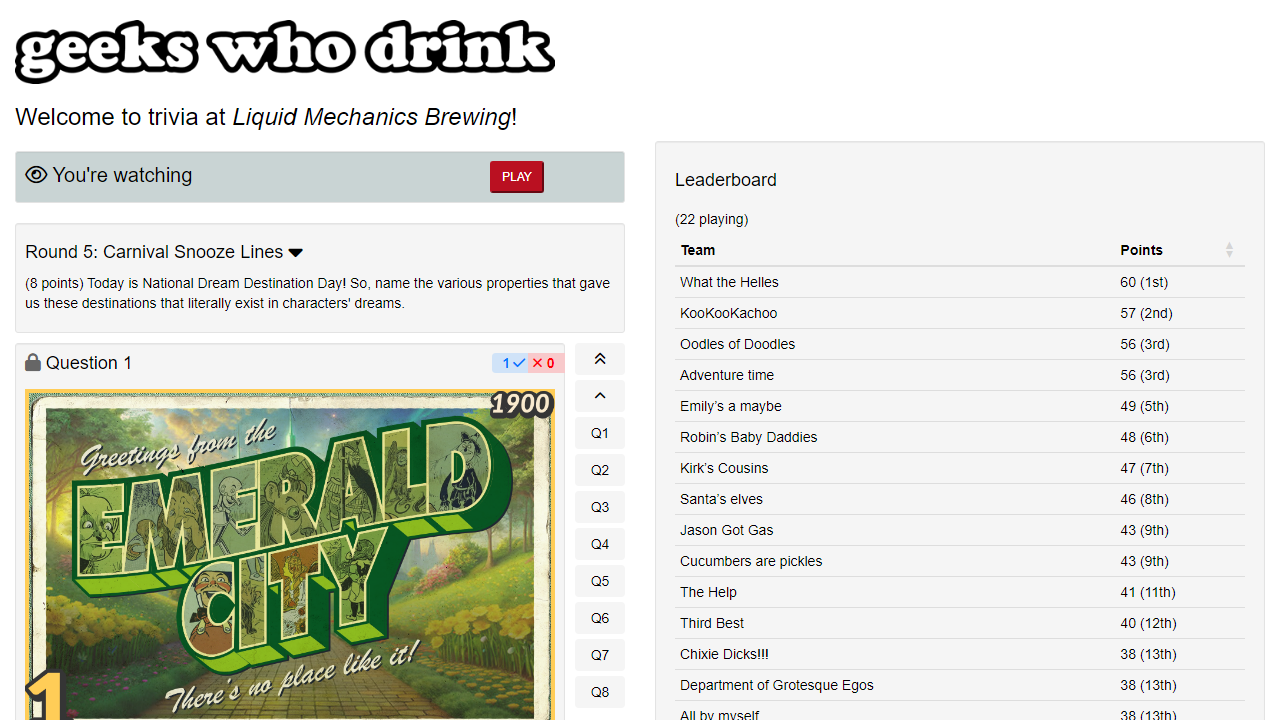 geeks who drink
Welcome to trivia at Liquid Mechanics Brewing!
You're watching
PLAY
Round 5: Carnival Snooze Lines
(8 points) Today is National Dream Destination Day! So, name the various properties that gave
us these destinations that literally exist in characters' dreams.
Question 1
1 0
1900
Greetings from the
EMERALD
CITY
There's no place like it!
1
Q1
Q2
Q3
Q4
Q5
Q6
Q7
Q8
Leaderboard
(22 playing)
Team Points
What the Helles 60 (1st)
KooKooKachoo 57 (2nd)
Oodles of Doodles 56 (3rd)
Adventure time 56 (3rd)
Emily’s a maybe 49 (5th)
Robin’s Baby Daddies 48 (6th)
Kirk’s Cousins 47 (7th)
Santa’s elves 46 (8th)
Jason Got Gas 43 (9th)
Cucumbers are pickles 43 (9th)
The Help 41 (11th)
Third Best 40 (12th)
Chixie Dicks!!! 38 (13th)
Department of Grotesque Egos 38 (13th)
All by myself 38 (13th)